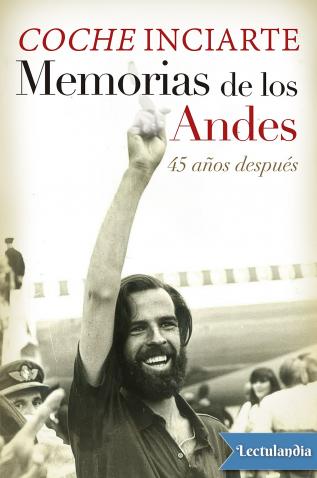 COCHE INCIARTE
Memorias de los
Andes
45 años después
Lectulandia